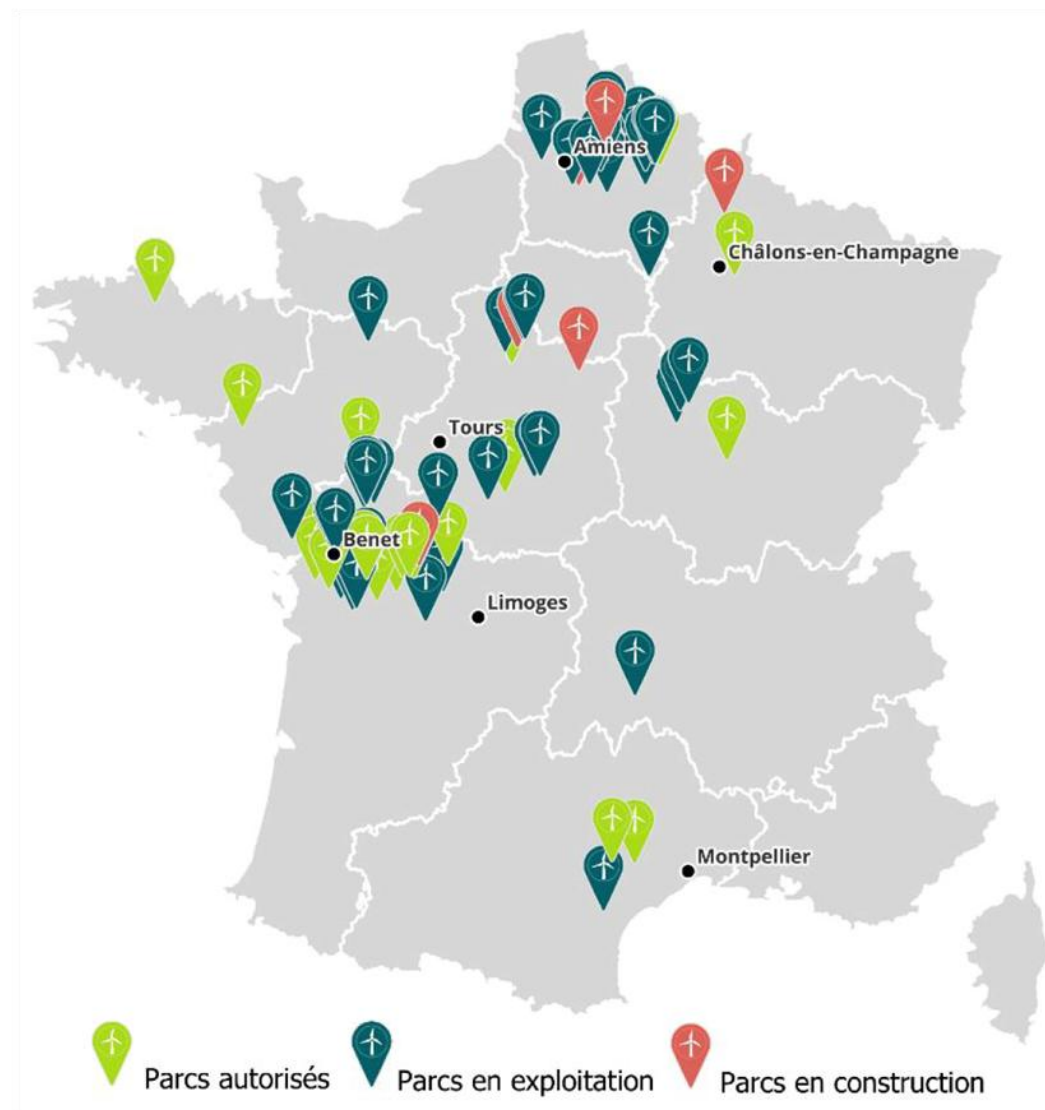 Amiens
Châlons-en-Champagne
Tours
Benet
Limoges
Montpellier
Parcs autorisés
Parcs en exploitation
Parcs en construction